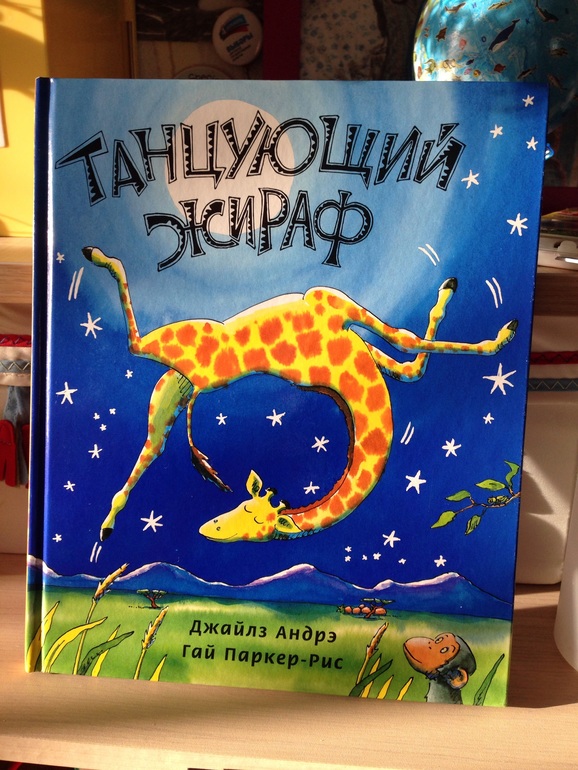 ТАНЦУЮЩИЙ
ЖИРАФ
Джайлз Андрэ
Гай Паркер-Рис